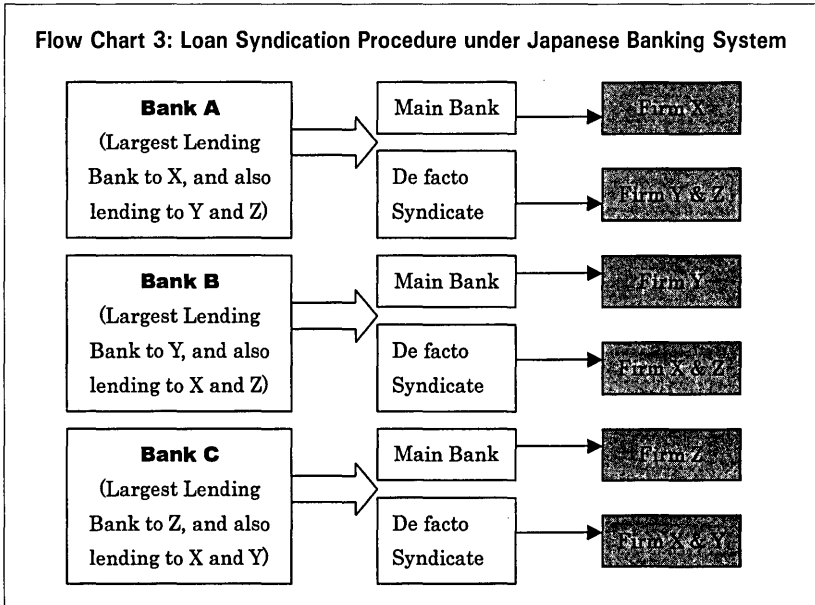 Flow Chart 3: Loan Syndication Procedure under Japanese Banking System
Bank A
(Largest Lending
Bank to X, and also
lending to Y and Z)
Main Bank
Firm X
De facto
Syndicate
Firm Y & Z
Bank B
(Largest Lending
Bank to Y, and also
lending to X and Z)
Main Bank
Firm Y
De facto
Syndicate
Firm X & Z
Bank C
(Largest Lending
Bank to Z, and also
lending to X and Y)
Main Bank
Firm Z
De facto
Syndicate
Firm X & Y